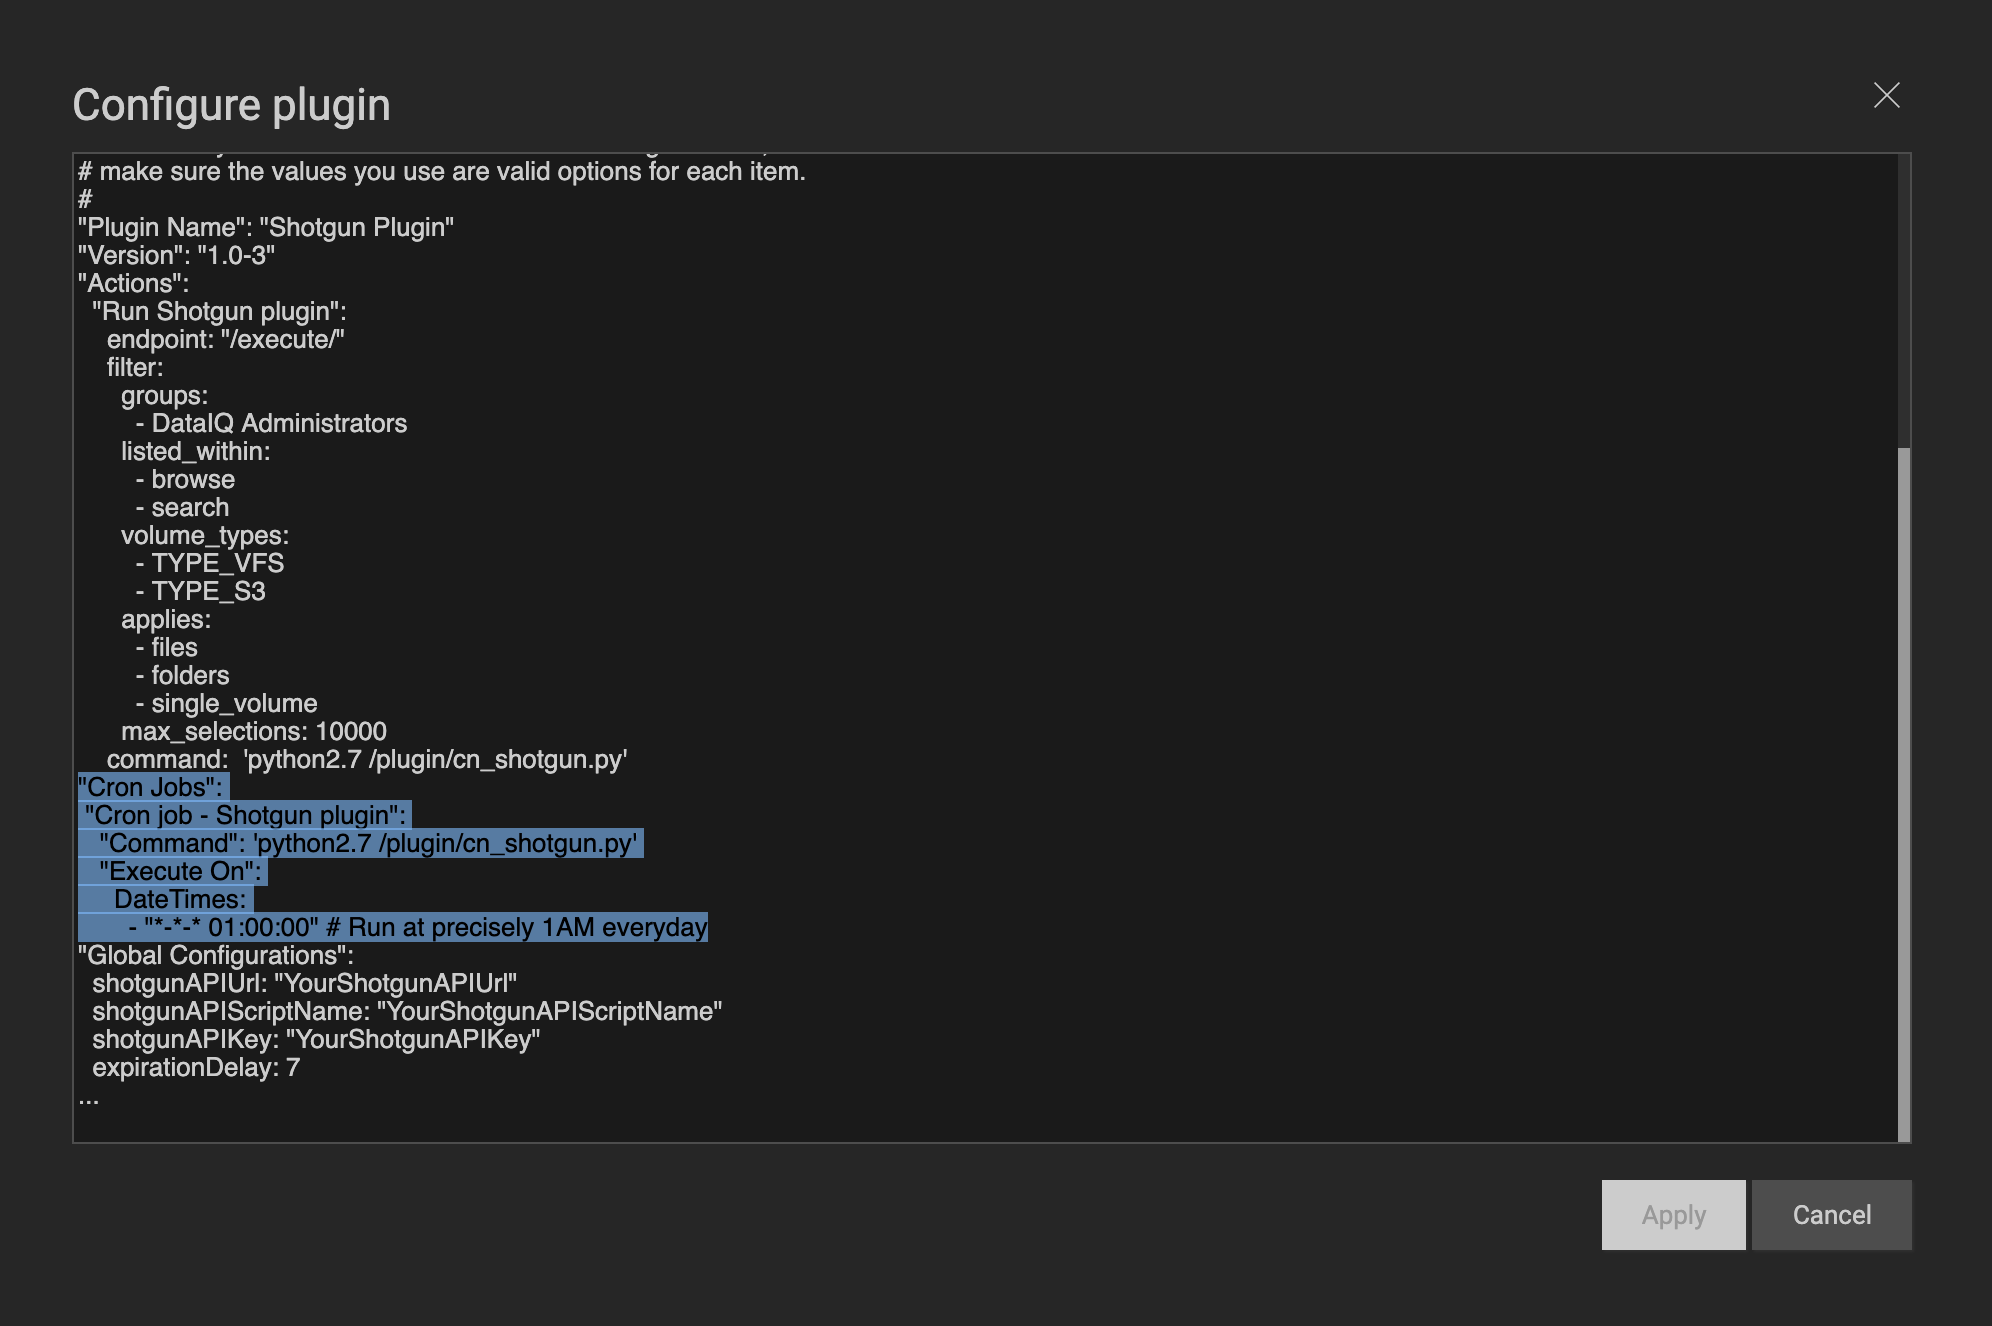 Configure plugin
# make sure the values you use are valid options for each item.
#
"Plugin Name": "Shotgun Plugin"
"Version": "1.0-3"
"Actions":
  "Run Shotgun plugin":
    endpoint: "/execute/"
    filter:
      groups:
        - DataIQ Administrators
      listed_within:
        - browse
        - search
      volume_types:
        - TYPE_VFS
        - TYPE_S3
      applies:
        - files
        - folders
        - single_volume
      max_selections: 10000
    command:  'python2.7 /plugin/cn_shotgun.py'
"Cron Jobs":
 "Cron job - Shotgun plugin":
   "Command": 'python2.7 /plugin/cn_shotgun.py'
   "Execute On":
     DateTimes:
       - "*-*-* 01:00:00" # Run at precisely 1AM everyday
"Global Configurations":
  shotgunAPIUrl: "YourShotgunAPIUrl"
  shotgunAPIScriptName: "YourShotgunAPIScriptName"
  shotgunAPIKey: "YourShotgunAPIKey"
  expirationDelay: 7
...
Apply
Cancel